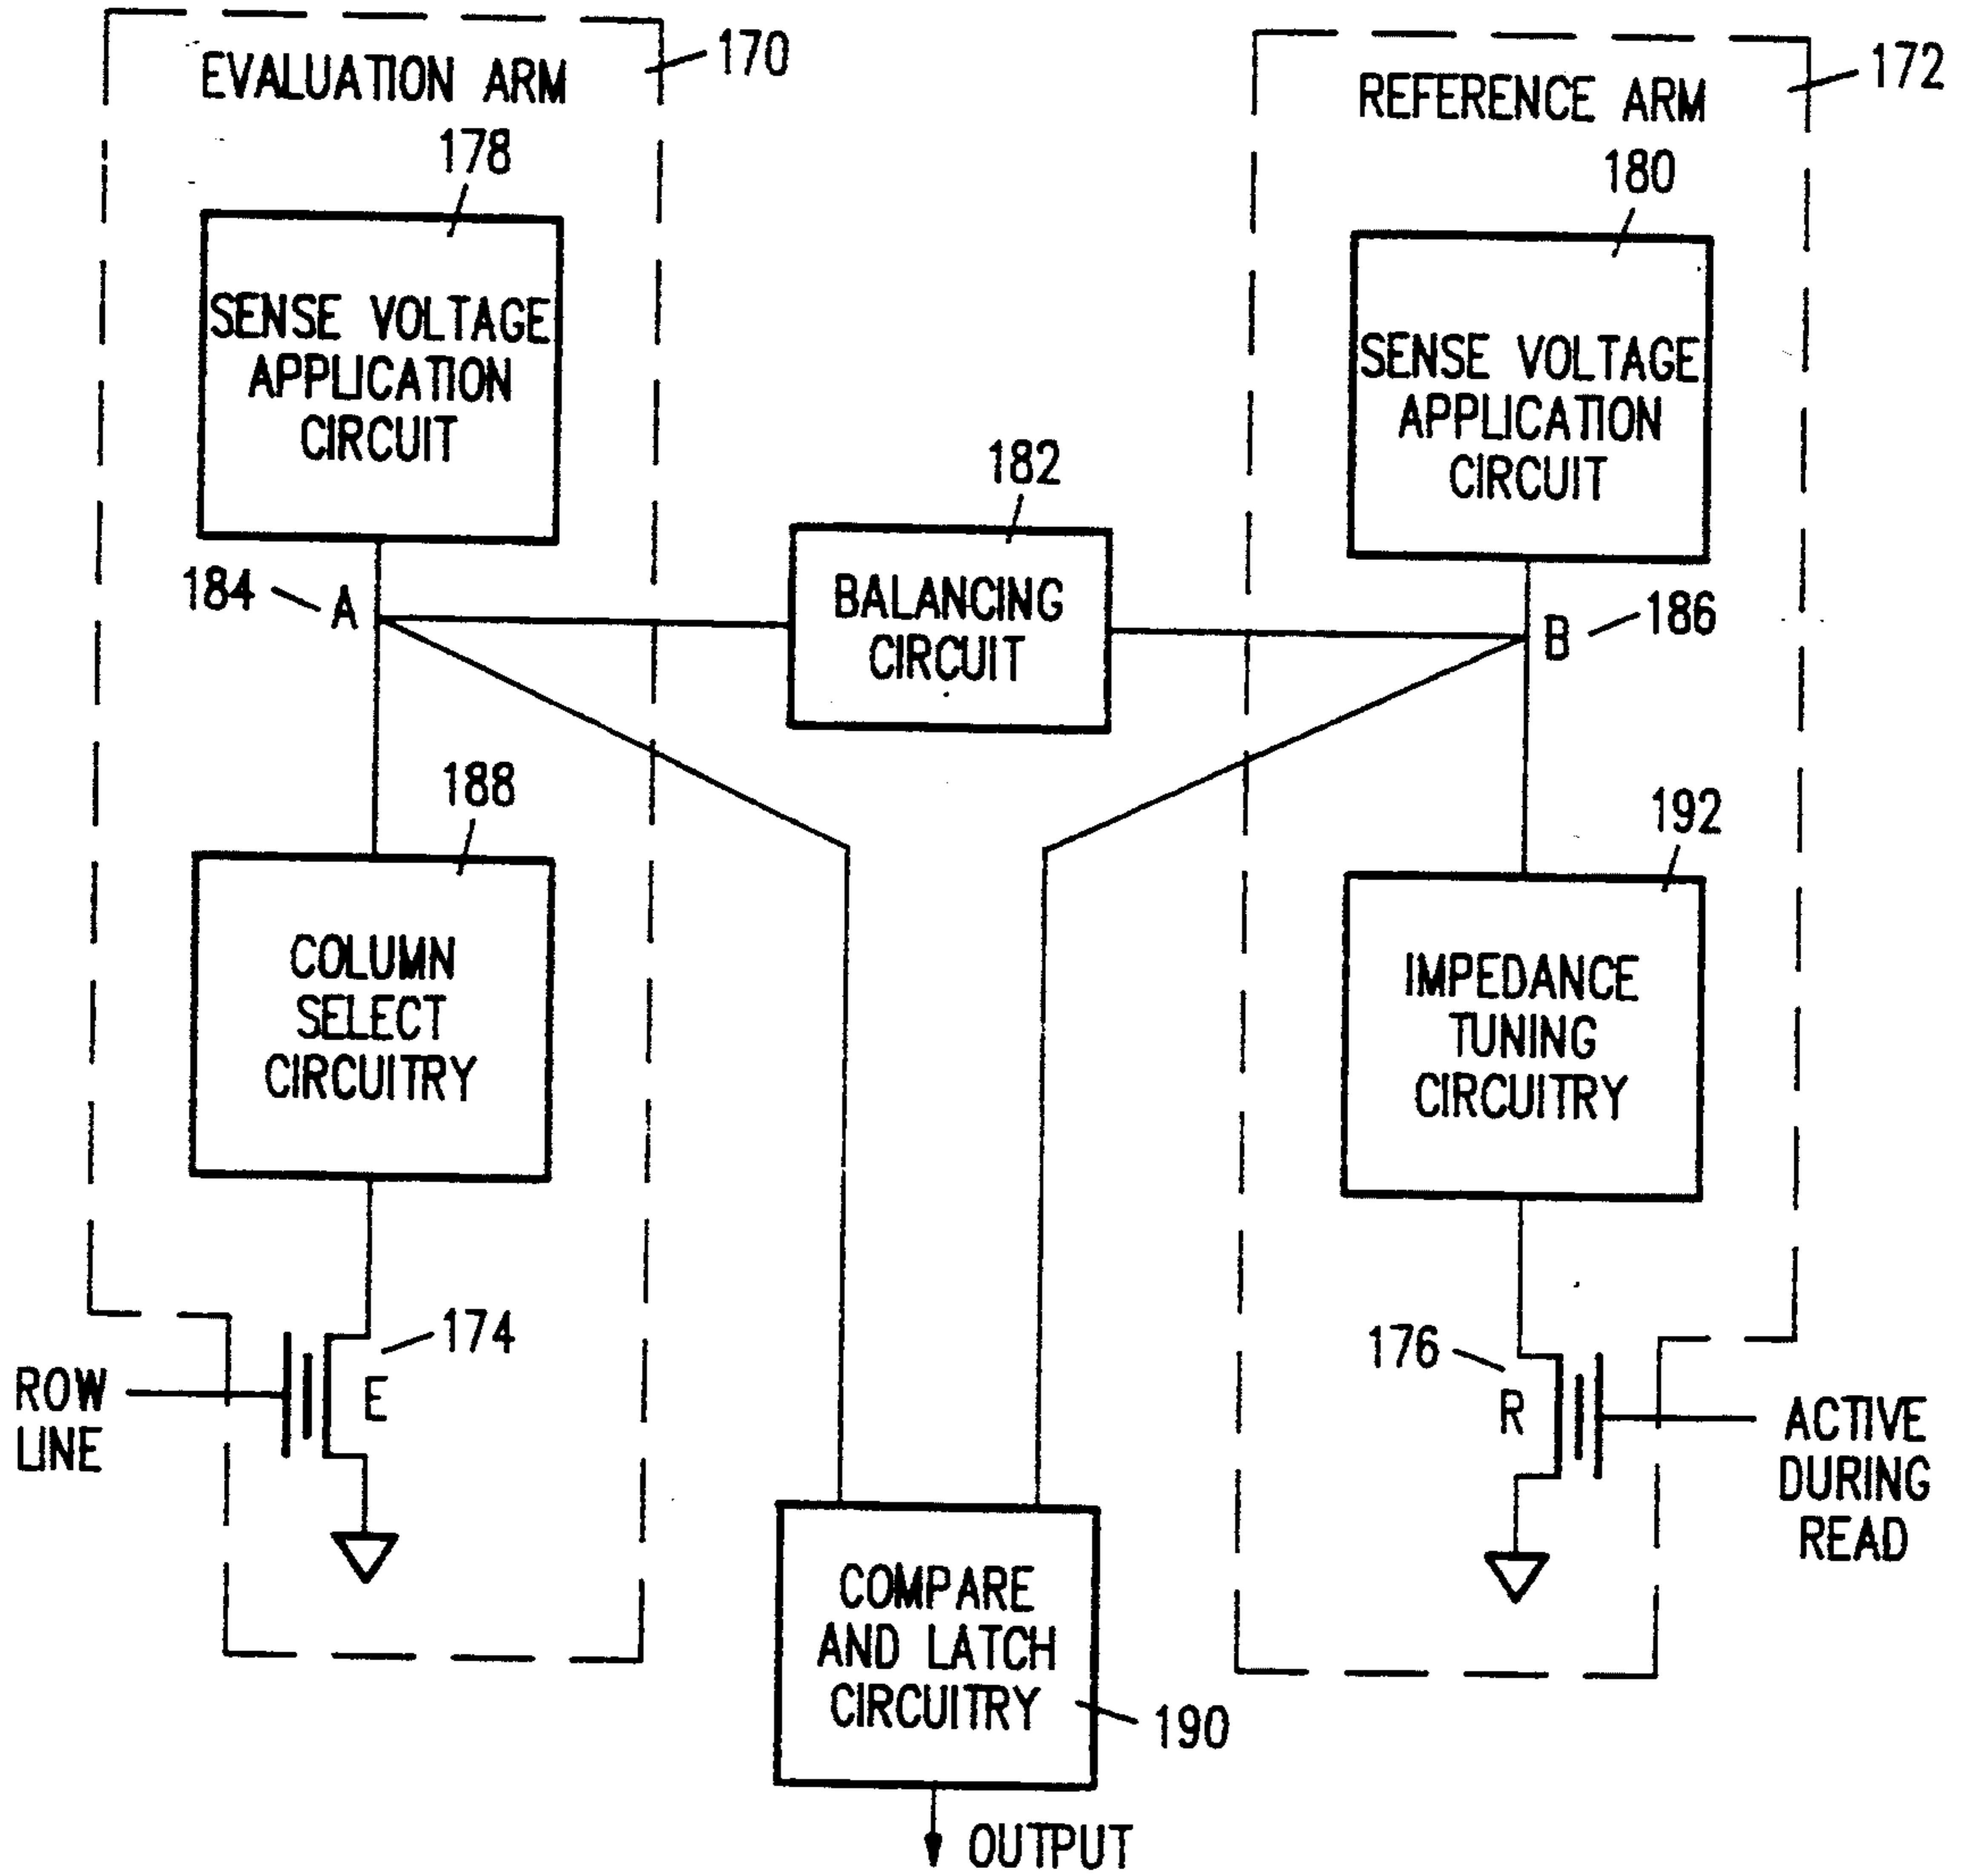 EVALUATION ARM
170
178
SENSE VOLTAGE
APPLICATION
CIRCUIT
184
A
188
COLUMN
SELECT
CIRCUITRY
ROW
LINE
174
E
182
BALANCING
CIRCUIT
COMPARE
AND LATCH
CIRCUITRY
190
OUTPUT
REFERENCE ARM
172
180
SENSE VOLTAGE
APPLICATION
CIRCUIT
B
186
192
IMPEDANCE
TUNING
CIRCUITRY
176
R
ACTIVE
DURING
READ